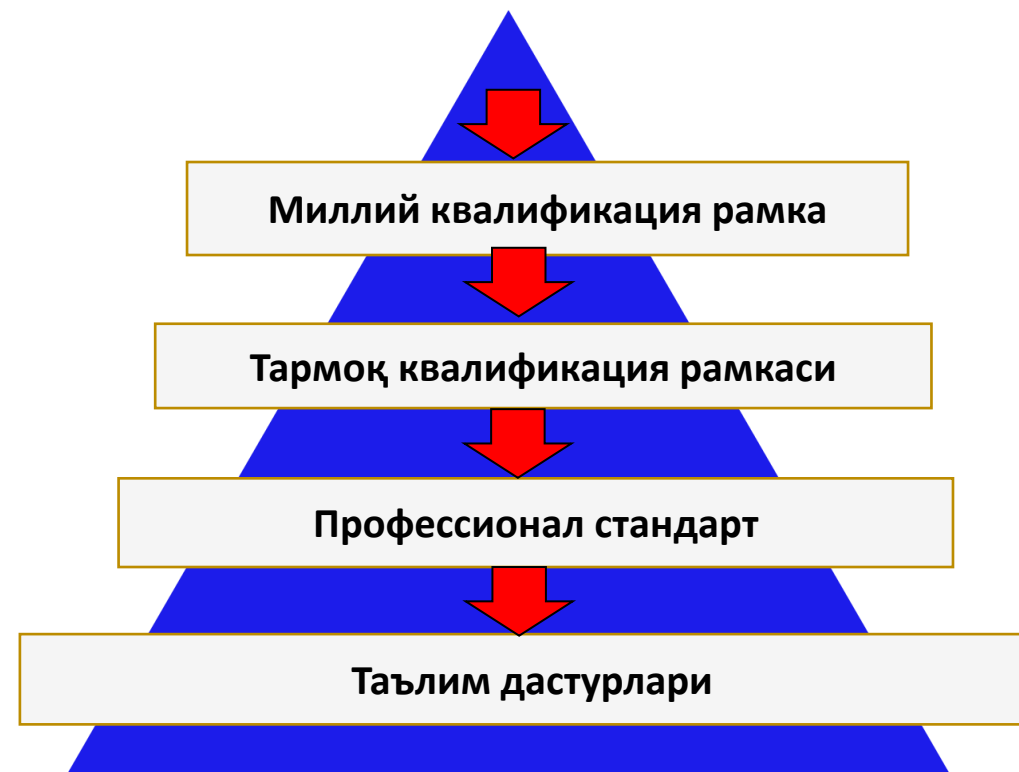 Миллий квалификация рамка
Тармоқ квалификация рамкаси
Профессионал стандарт
Таълим дастурлари